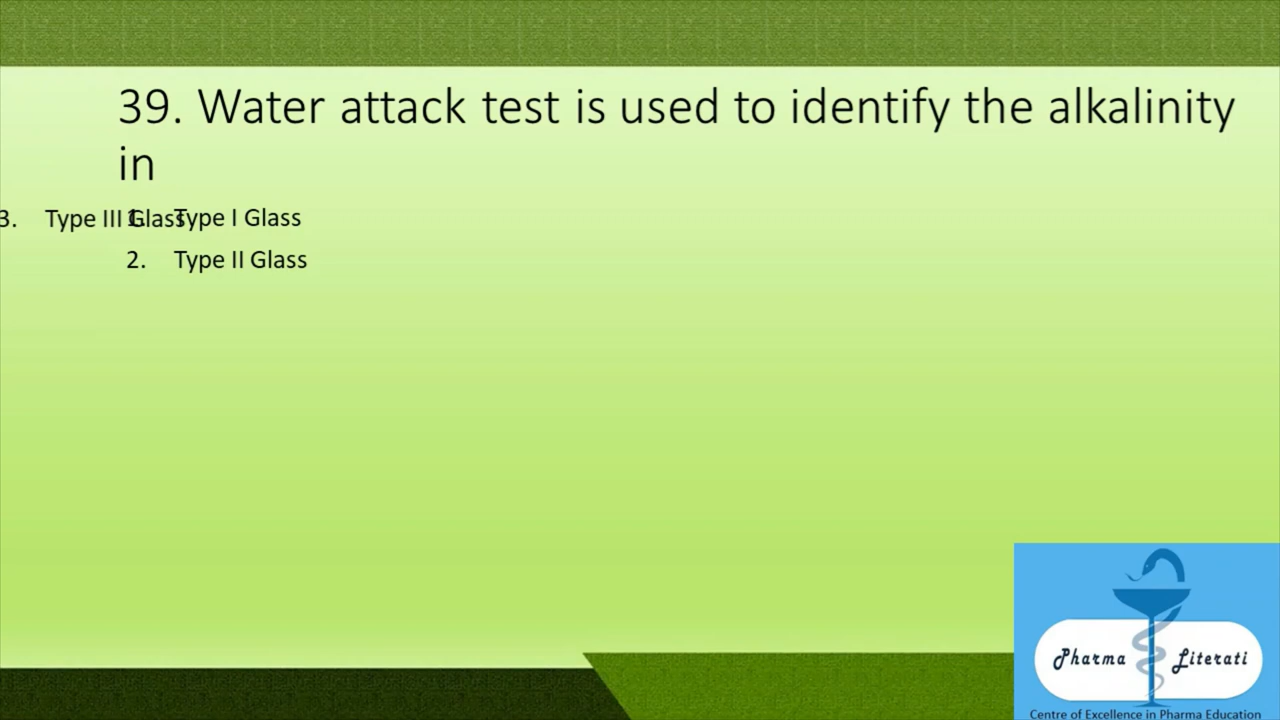 39. Water attack test is used to identify the alkalinity
in
1. Type I Glass
2. Type II Glass
3. Type III Glass
Pharma Literati
Centre of Excellence in Pharma Education